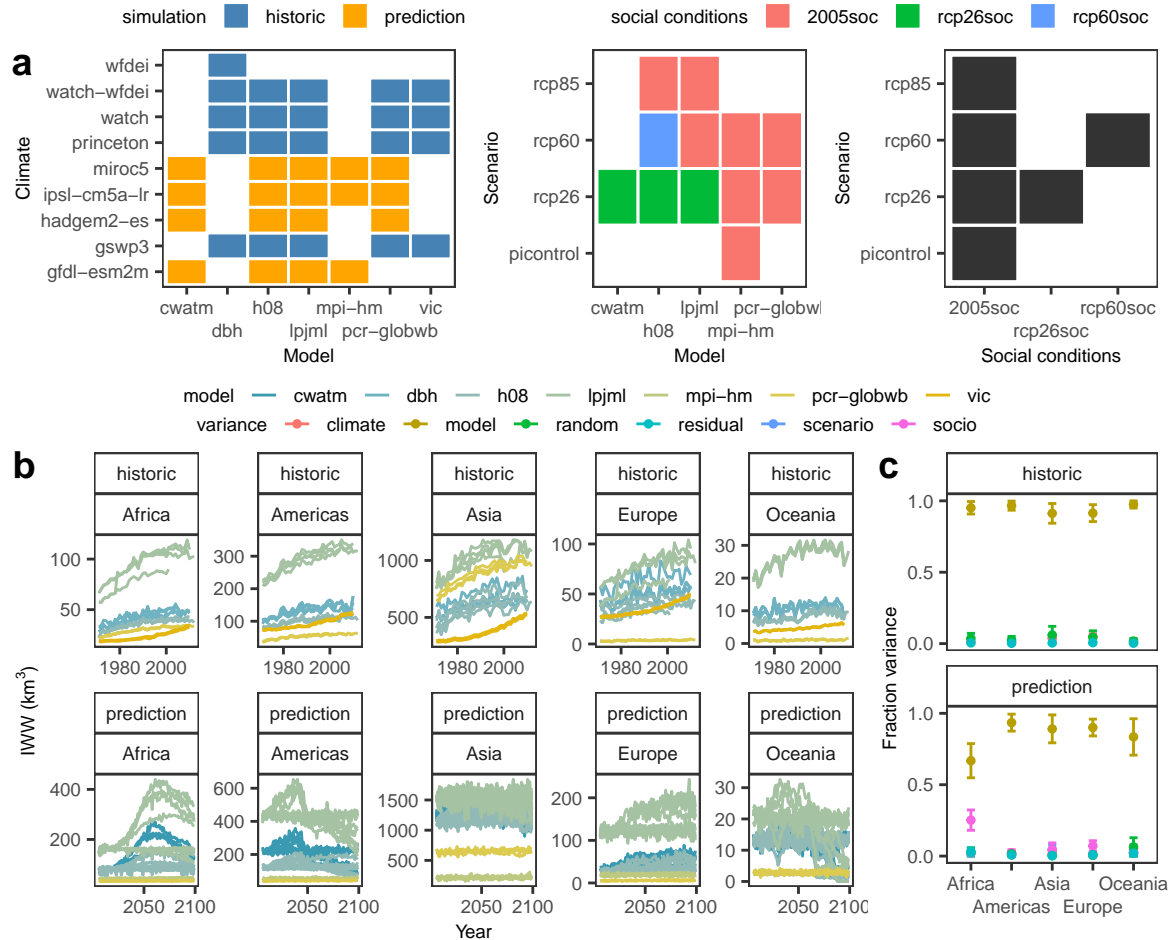 simulation historic prediction
social conditions 2005soc rcp26soc rcp60soc
a
Climate
wfdei
watch−wfdei
watch
princeton
miroc5
ipsl−cm5a−lr
hadgem2−es
gswp3
gfdl−esm2m
cwatm h08 mpi−hm vic
dbh lpjml pcr−globwb
Model
Scenario
rcp85
rcp60
rcp26
picontrol
cwatm lpjml pcr−globwl
h08 mpi−hm
Model
Scenario
rcp85
rcp60
rcp26
picontrol
2005soc rcp60soc
rcp26soc
Social conditions
model cwatm dbh h08 lpjml mpi−hm pcr−globwb vic
variance climate model random residual scenario socio
b
IWW (km³)
historic historic historic historic historic
Africa Americas Asia Europe Oceania
100
50
1980 2000
300
200
100
1980 2000
1000
500
1980 2000
100
50
0
1980 2000
30
20
10
0
1980 2000
prediction prediction prediction prediction prediction
Africa Americas Asia Europe Oceania
400
200
2050 2100
600
400
200
2050 2100
1500
1000
500
2050 2100
200
100
0
2050 2100
30
20
10
0
2050 2100
Year
c
Fraction variance
historic
1.0
0.0
prediction
1.0
0.5
0.0
Africa Asia Oceania
Americas Europe